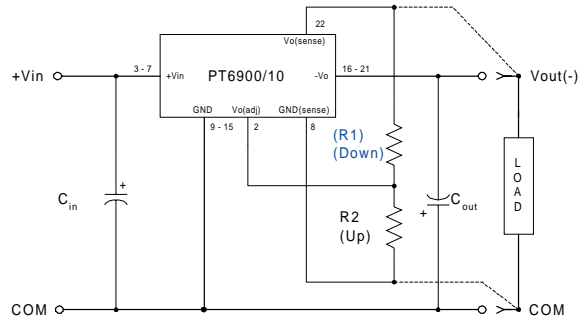 22
Vo(sense)
+Vin
3 - 7
+Vin
PT6900/10
-Vo
16 - 21
Vout(-)
GND
Vo(adj)
GND(sense)
9 - 15
2
8
(R1)
(Down)
LOAD
C in
+
R2
(Up)
+
C out
COM
COM